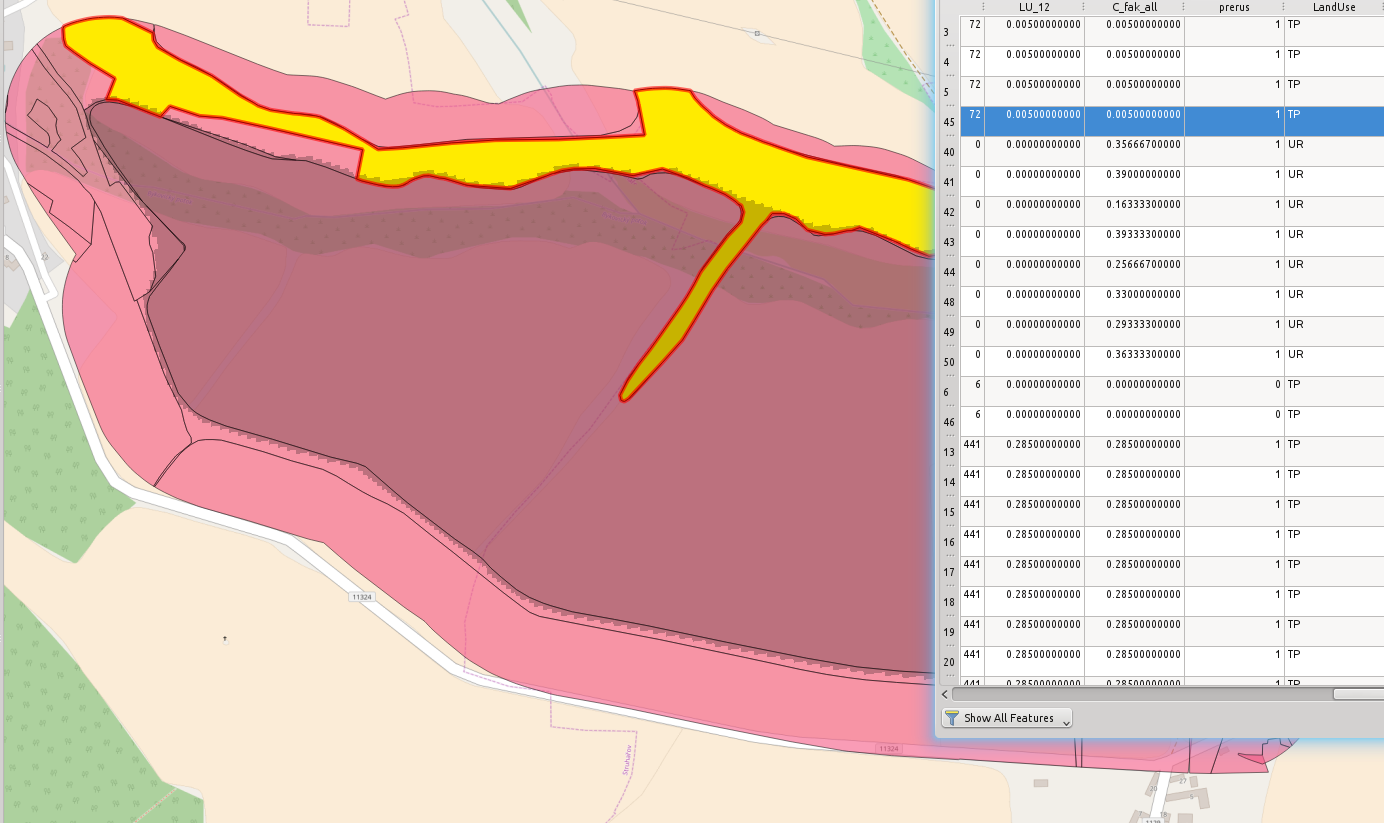 LU_12 C_fak_all prerus LandUse
3 72 0.00500000000 0.00500000000 1 TP
4 72 0.00500000000 0.00500000000 1 TP
5 72 0.00500000000 0.00500000000 1 TP
45 72 0.00500000000 0.00500000000 1 TP
40 0 0.00000000000 0.35666700000 1 UR
41 0 0.00000000000 0.39000000000 1 UR
42 0 0.00000000000 0.16333300000 1 UR
43 0 0.00000000000 0.39333300000 1 UR
44 0 0.00000000000 0.25666700000 1 UR
48 0 0.00000000000 0.33000000000 1 UR
49 0 0.00000000000 0.29333300000 1 UR
50 0 0.00000000000 0.36333300000 1 UR
6 6 0.00000000000 0.00000000000 0 TP
46 6 0.00000000000 0.00000000000 0 TP
13 441 0.28500000000 0.28500000000 1 TP
14 441 0.28500000000 0.28500000000 1 TP
15 441 0.28500000000 0.28500000000 1 TP
16 441 0.28500000000 0.28500000000 1 TP
17 441 0.28500000000 0.28500000000 1 TP
18 441 0.28500000000 0.28500000000 1 TP
19 441 0.28500000000 0.28500000000 1 TP
20 441 0.28500000000 0.28500000000 1 TP
441 0.28500000000 0.28500000000 1 TP
Show All Features
22
8
11324
Struhařov
11324
27
20
5
18